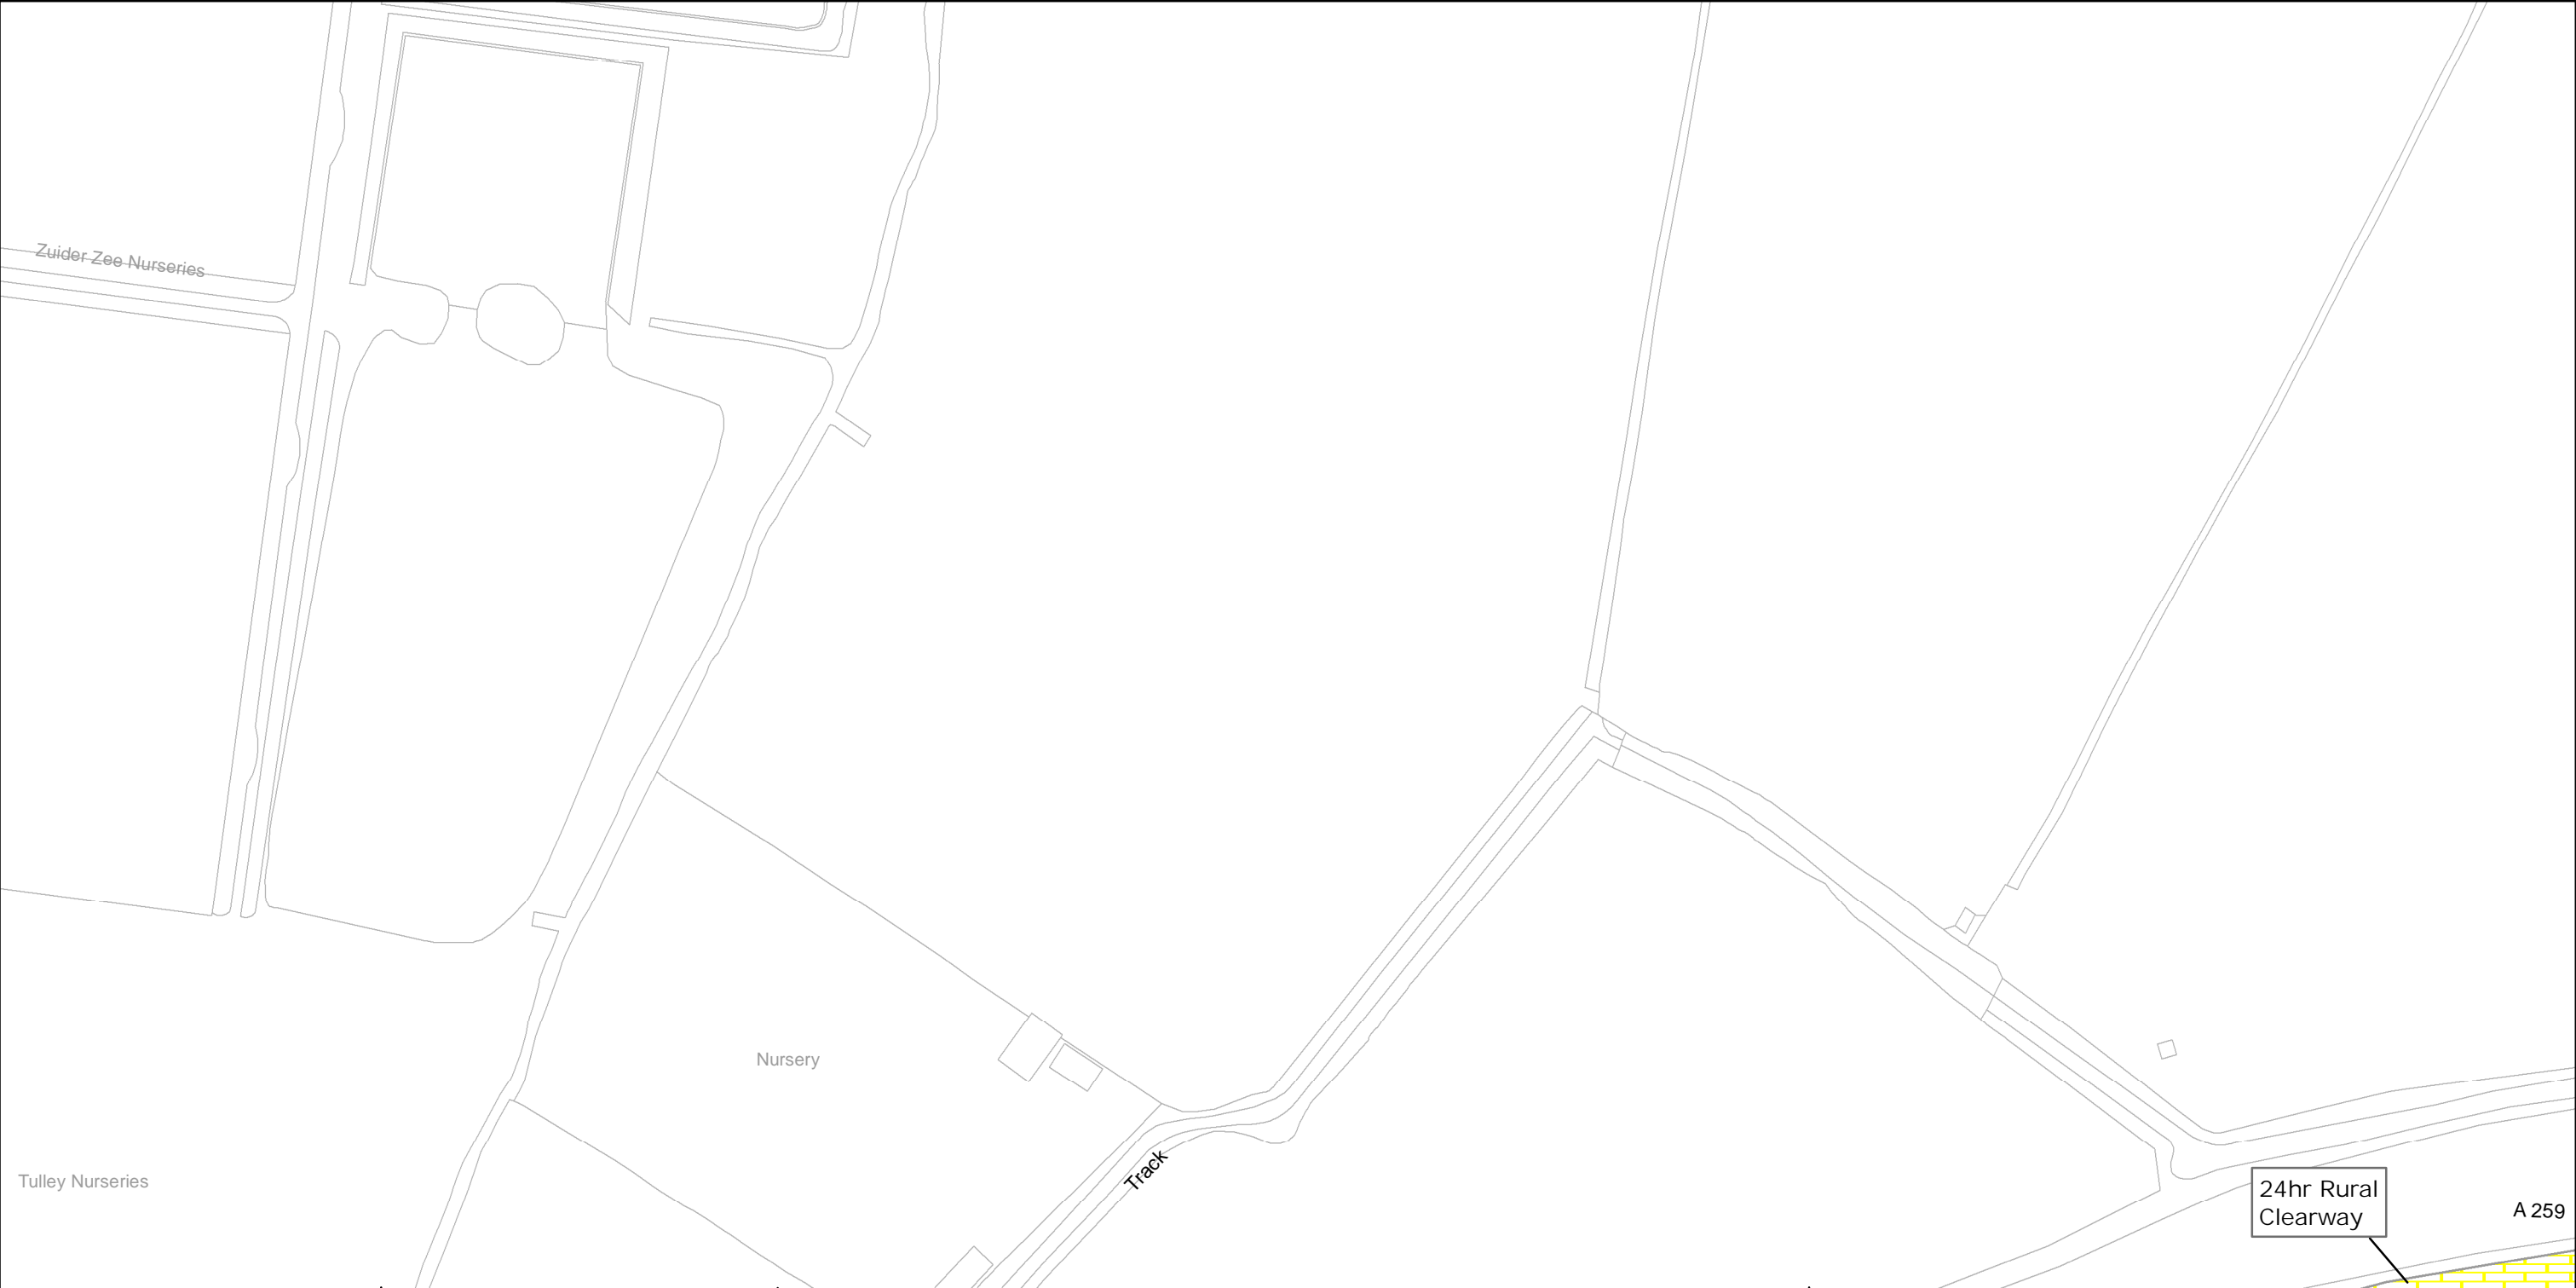 Zuider Zee Nurseries
Nursery
Track
Tulley Nurseries
24hr Rural
Clearway
A 259